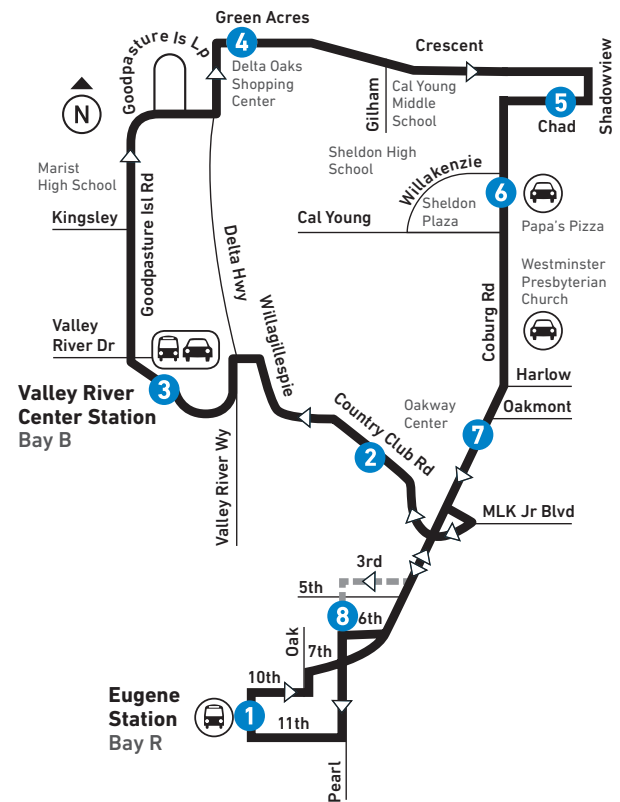 Green Acres
4
Crescent
Goodpasture Is Lp
Delta Oaks
Shopping
Center
Shadowview
Gilham
Cal Young
Middle
School
5
Chad
N
Sheldon High
School
Marist
High School
Willakenzie
6
Kingsley
Goodpasture Isl Rd
Cal Young
Sheldon
Plaza
Papa's Pizza
Delta Hwy
Westminster
Presbyterian
Church
Willagillespie
Coburg Rd
Valley
River Dr
Valley River
Center Station
Bay B
3
Harlow
Oakmont
Oakway
Center
7
Country Club Rd
2
Valley River Wy
MLK Jr Blvd
3rd
5th
8
6th
Oak
7th
10th
Eugene
Station
Bay R
1
11th
Pearl